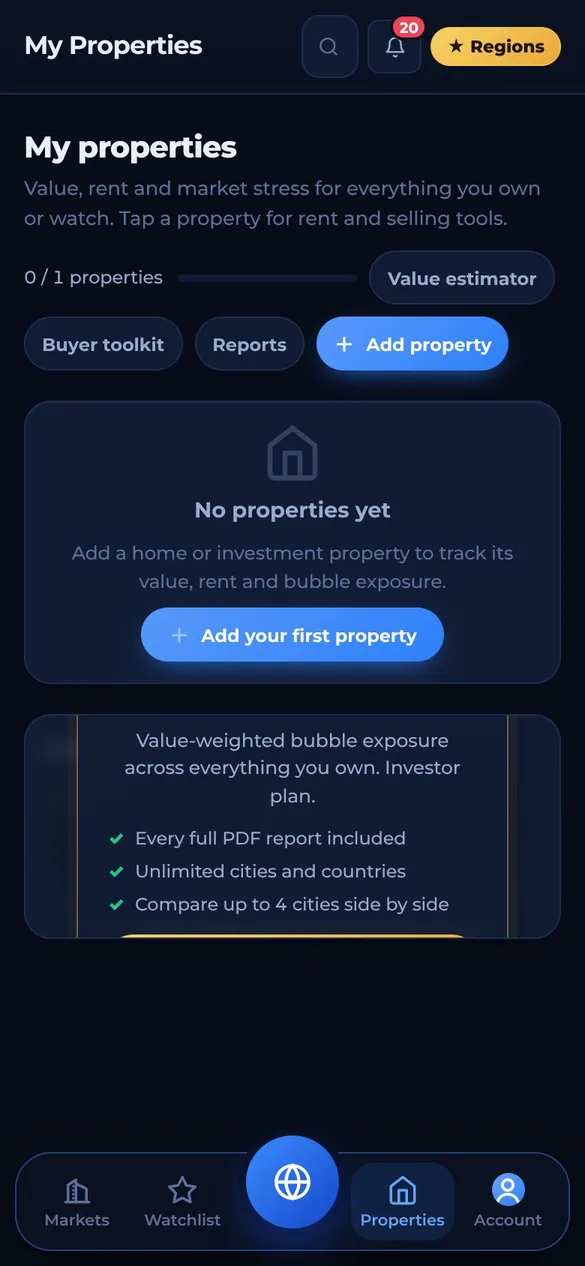 My Properties
20
★ Regions
My properties
Value, rent and market stress for everything you own
or watch. Tap a property for rent and selling tools.
0 / 1 properties
Value estimator
Buyer toolkit
Reports
+ Add property
No properties yet
Add a home or investment property to track its
value, rent and bubble exposure.
+ Add your first property
Value-weighted bubble exposure
across everything you own. Investor
plan.
✓ Every full PDF report included
✓ Unlimited cities and countries
✓ Compare up to 4 cities side by side
Markets
Watchlist
Properties
Account